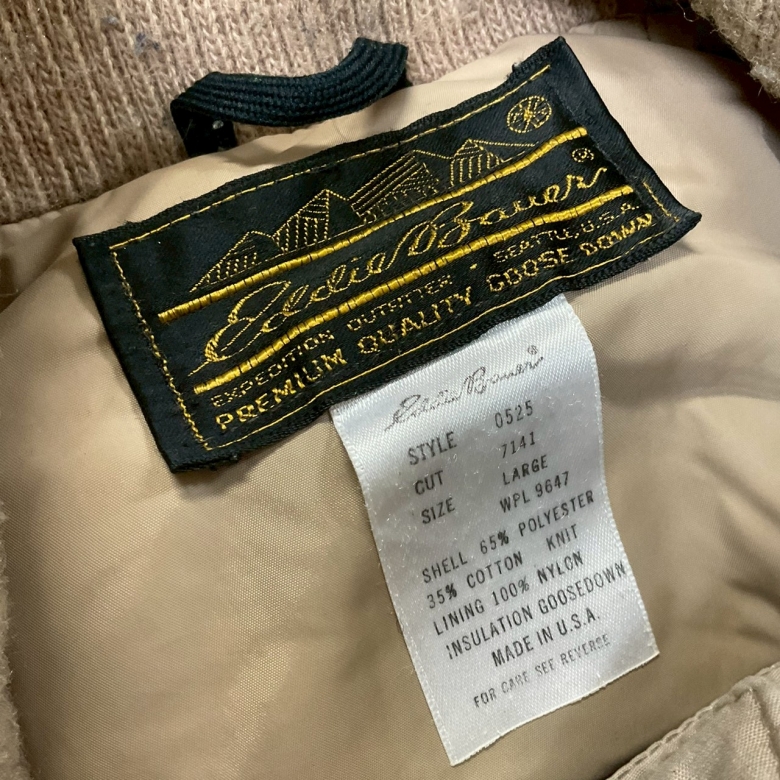 Eddie Bauer®
EXPEDITION OUTFITTER · SEATTLE, U.S.A.
PREMIUM QUALITY GOOSE DOWN
Eddie Bauer®
STYLE 0525
CUT 7141
SIZE LARGE
WPL 9647
SHELL 65% POLYESTER
35% COTTON KNIT
LINING 100% NYLON
INSULATION GOOSEDOWN
MADE IN U.S.A.
FOR CARE SEE REVERSE